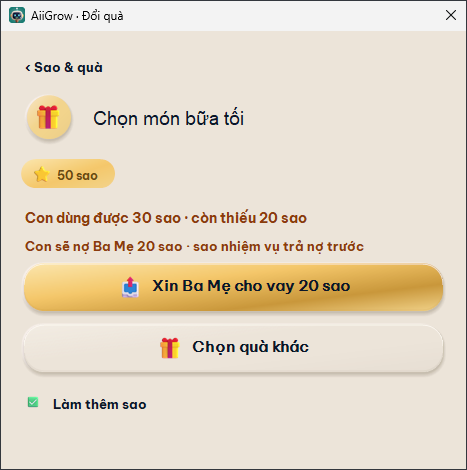 AiiGrow · Đổi quà
‹ Sao & quà
Chọn món bữa tối
50 sao
Con dùng được 30 sao · còn thiếu 20 sao
Con sẽ nợ Ba Mẹ 20 sao · sao nhiệm vụ trả nợ trước
Xin Ba Mẹ cho vay 20 sao
Chọn quà khác
Làm thêm sao